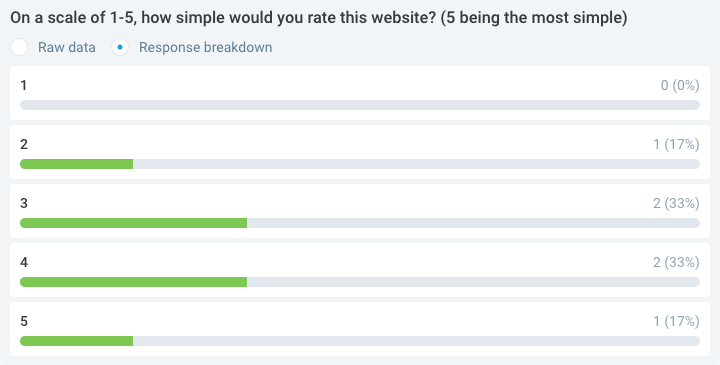 On a scale of 1-5, how simple would you rate this website? (5 being the most simple)
Raw data Response breakdown
1 0 (0%)
2 1 (17%)
3 2 (33%)
4 2 (33%)
5 1 (17%)